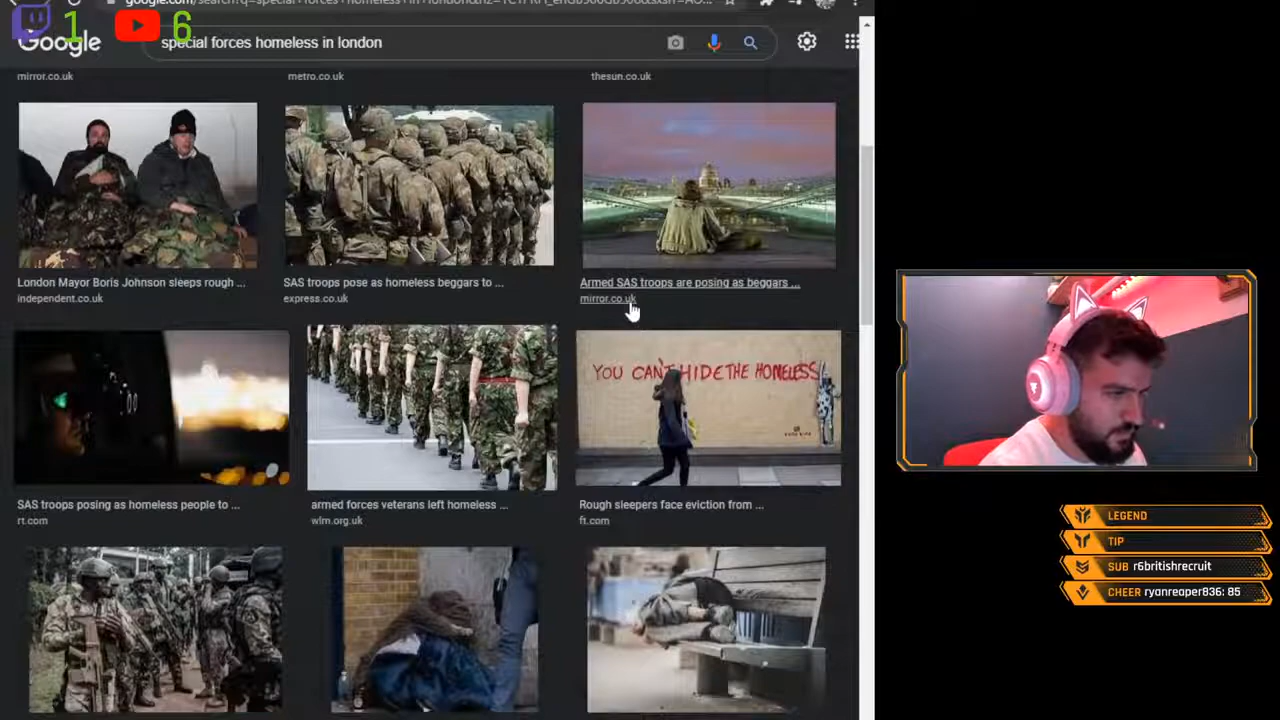 1 6
Google
special forces homeless in london
mirror.co.uk
metro.co.uk
thesun.co.uk
London Mayor Boris Johnson sleeps rough ...
independent.co.uk
SAS troops pose as homeless beggars to ...
express.co.uk
Armed SAS troops are posing as beggars ...
mirror.co.uk
YOU CAN'T HIDE THE HOMELESS
SAS troops posing as homeless people to ...
rt.com
armed forces veterans left homeless ...
wlm.org.uk
Rough sleepers face eviction from ...
ft.com
LEGEND
TIP
SUB r6britishrecruit
CHEER ryanreaper836: 85